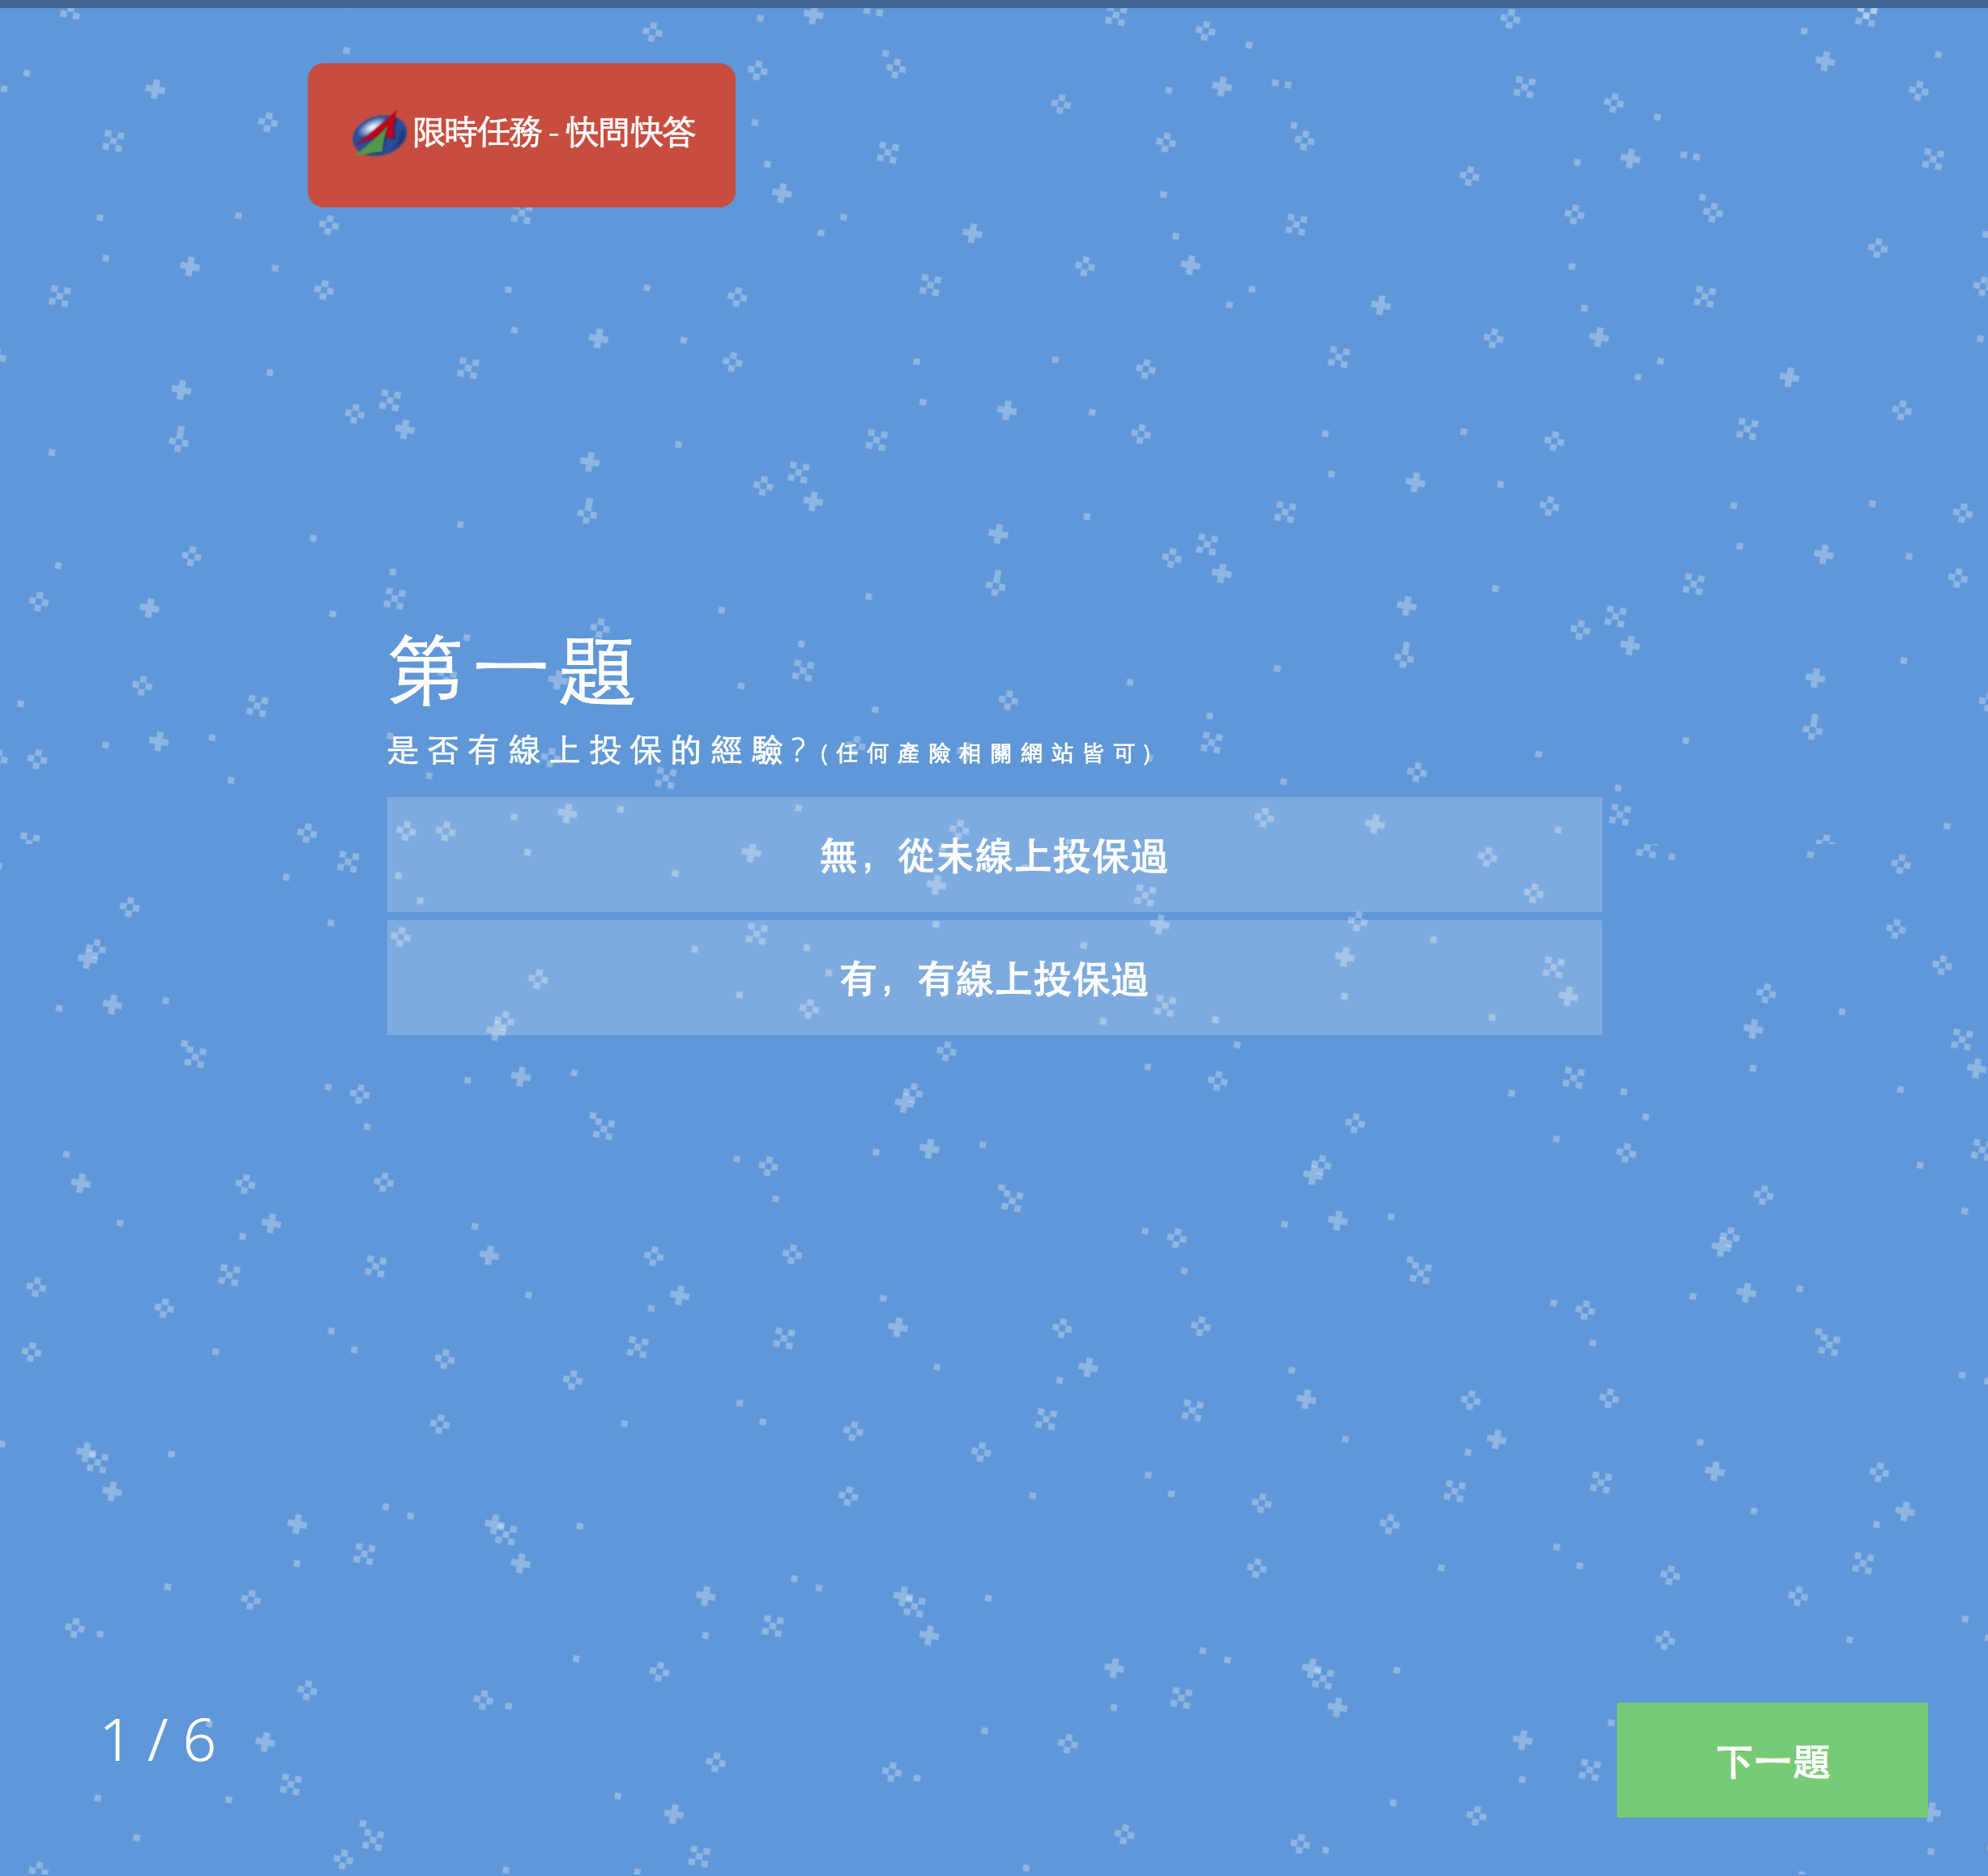 限時任務 - 快問快答
第一題
是否有線上投保的經驗？(任何產險相關網站皆可)
無，從未線上投保過
有，有線上投保過
1 / 6
下一題